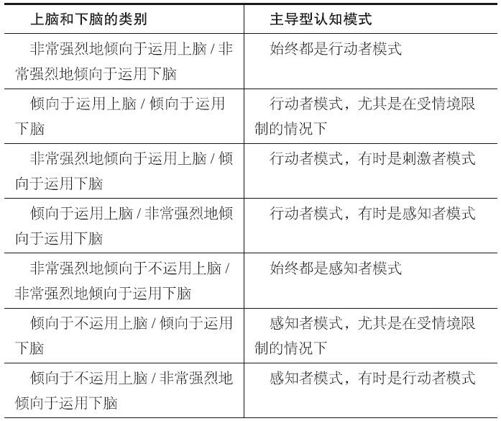 上脑和下脑的类别
主导型认知模式
非常强烈地倾向于运用上脑 / 非
常强烈地倾向于运用下脑
始终都是行动者模式
倾向于运用上脑 / 倾向于运用
下脑
行动者模式，尤其是在受情境限
制的情况下
非常强烈地倾向于运用上脑 / 倾
向于运用下脑
行动者模式，有时是刺激者模式
倾向于运用上脑 / 非常强烈地倾
向于运用下脑
行动者模式，有时是感知者模式
非常强烈地倾向于不运用上脑 /
非常强烈地倾向于运用下脑
始终都是感知者模式
倾向于不运用上脑 / 倾向于运用
下脑
感知者模式，尤其是在受情境限
制的情况下
倾向于不运用上脑 / 非常强烈地
倾向于运用下脑
感知者模式，有时是行动者模式